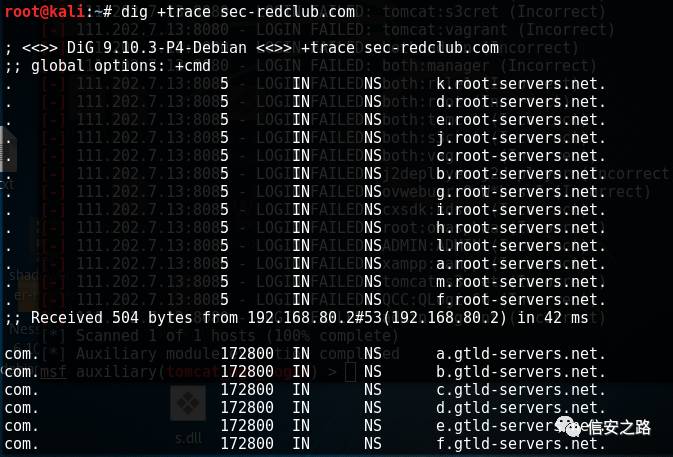 root@kali:~# dig +trace sec-redclub.com
; <<>> DiG 9.10.3-P4-Debian <<>> +trace sec-redclub.com
;; global options: +cmd
. 5 IN NS k.root-servers.net.
. 5 IN NS d.root-servers.net.
. 5 IN NS e.root-servers.net.
. 5 IN NS j.root-servers.net.
. 5 IN NS c.root-servers.net.
. 5 IN NS b.root-servers.net.
. 5 IN NS g.root-servers.net.
. 5 IN NS i.root-servers.net.
. 5 IN NS h.root-servers.net.
. 5 IN NS l.root-servers.net.
. 5 IN NS a.root-servers.net.
. 5 IN NS m.root-servers.net.
. 5 IN NS f.root-servers.net.
;; Received 504 bytes from 192.168.80.2#53(192.168.80.2) in 42 ms
[*] Scanned 1 of 1 hosts (100% complete)
com. 172800 IN NS a.gtld-servers.net.
com. 172800 IN NS b.gtld-servers.net.
com. 172800 IN NS c.gtld-servers.net.
com. 172800 IN NS d.gtld-servers.net.
com. 172800 IN NS e.gtld-servers.net.
com. 172800 IN NS f.gtld-servers.net.
s.dll
信安之路